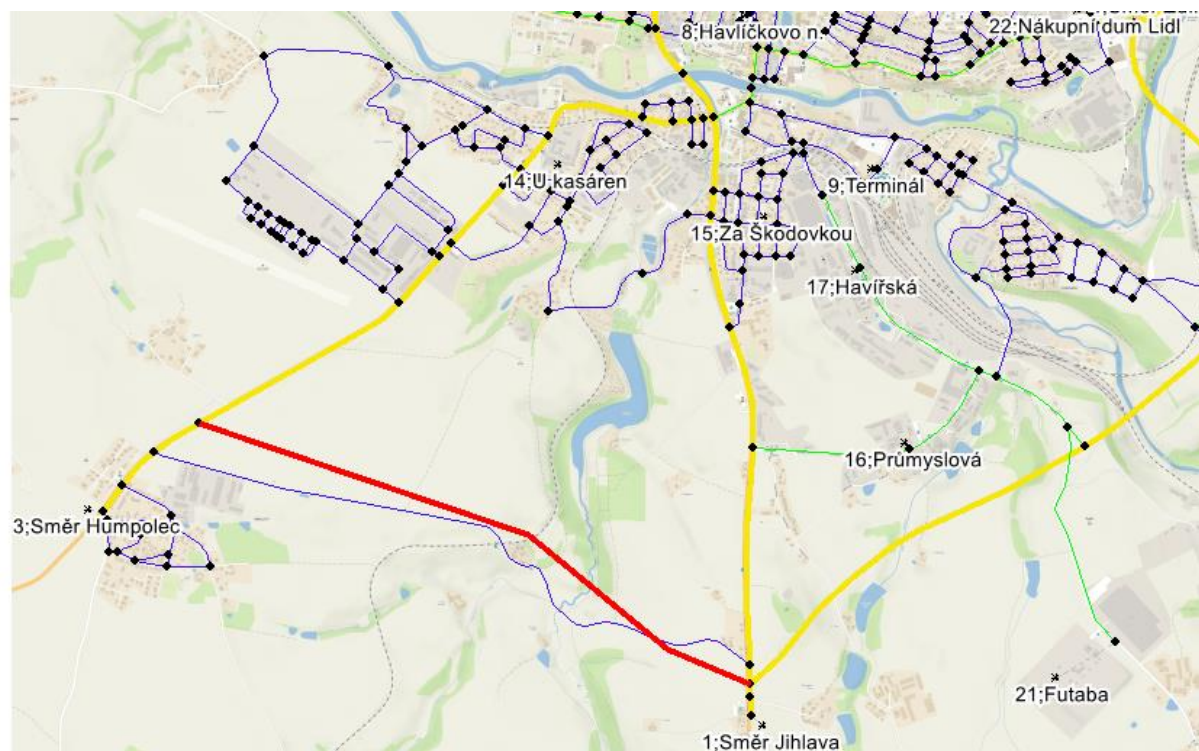 8;Havlíčkovo n.
22;Nákupní dum Lidl
14;U kasáren
9;Terminál
15;Za Škodovkou
17;Havířská
16;Průmyslová
3;Směr Humpolec
21;Futaba
1;Směr Jihlava